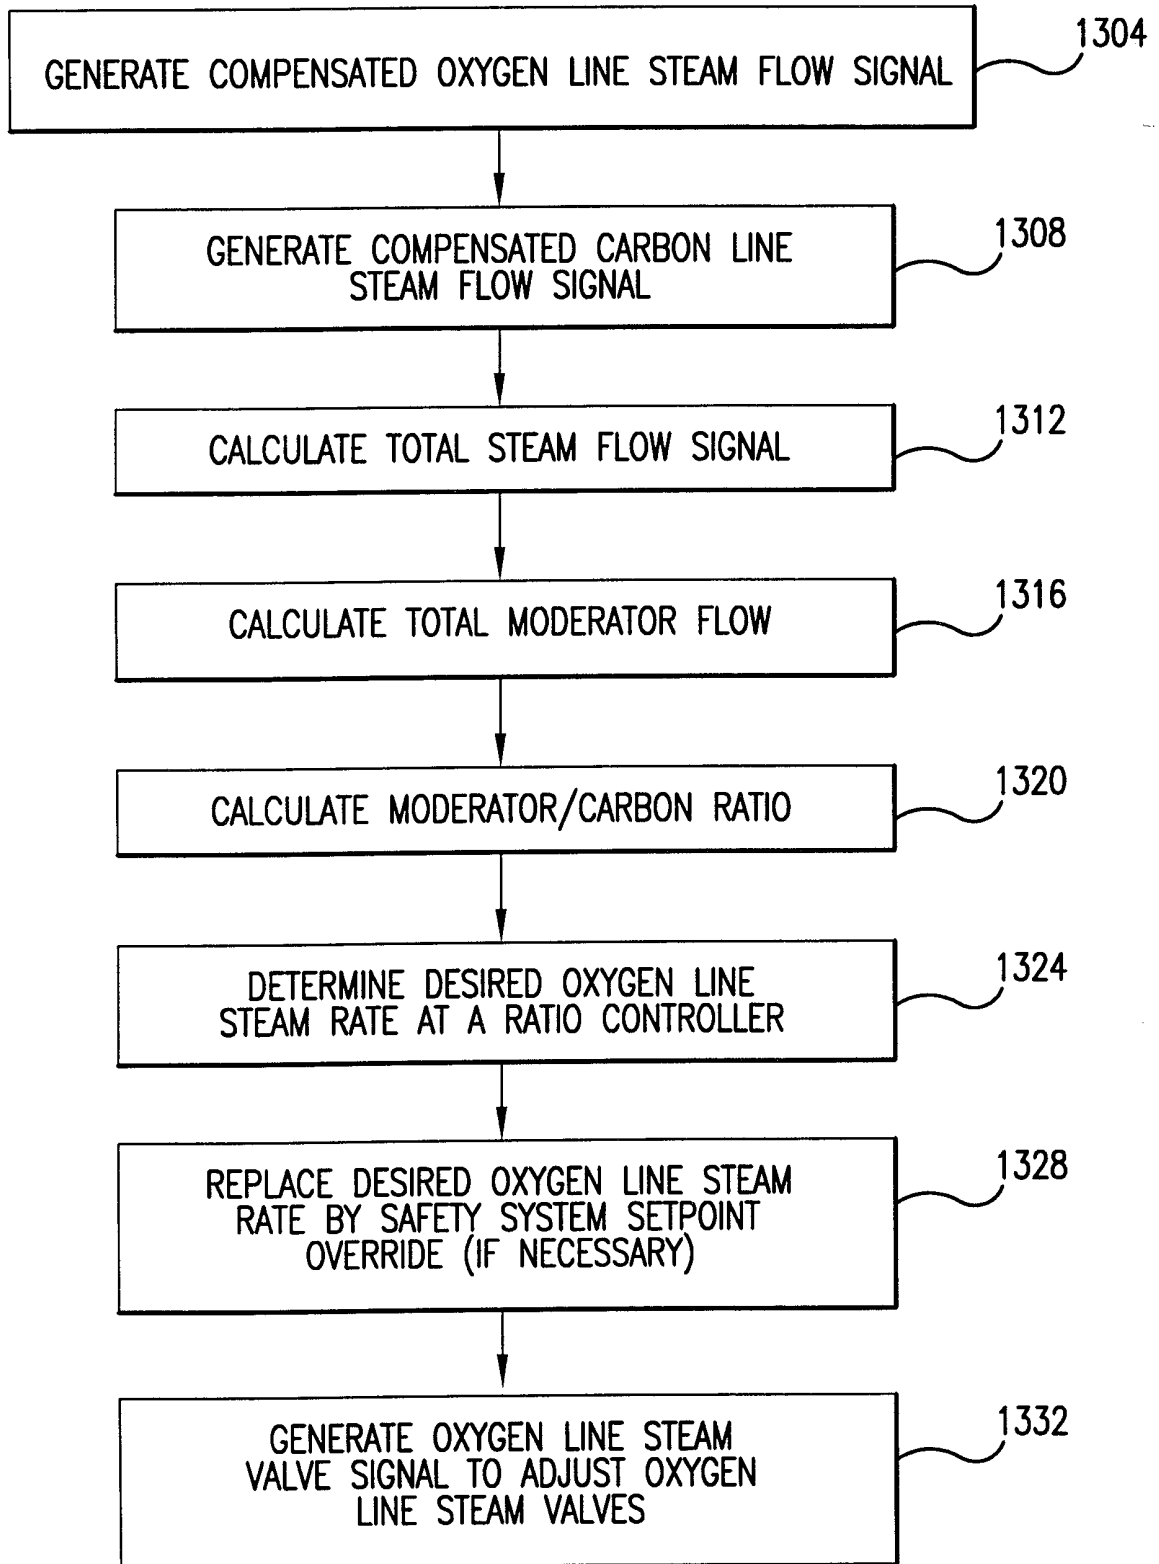 GENERATE COMPENSATED OXYGEN LINE STEAM FLOW SIGNAL
1304
GENERATE COMPENSATED CARBON LINE
STEAM FLOW SIGNAL
1308
CALCULATE TOTAL STEAM FLOW SIGNAL
1312
CALCULATE TOTAL MODERATOR FLOW
1316
CALCULATE MODERATOR/CARBON RATIO
1320
DETERMINE DESIRED OXYGEN LINE
STEAM RATE AT A RATIO CONTROLLER
1324
REPLACE DESIRED OXYGEN LINE STEAM
RATE BY SAFETY SYSTEM SETPOINT
OVERRIDE (IF NECESSARY)
1328
GENERATE OXYGEN LINE STEAM
VALVE SIGNAL TO ADJUST OXYGEN
LINE STEAM VALVES
1332